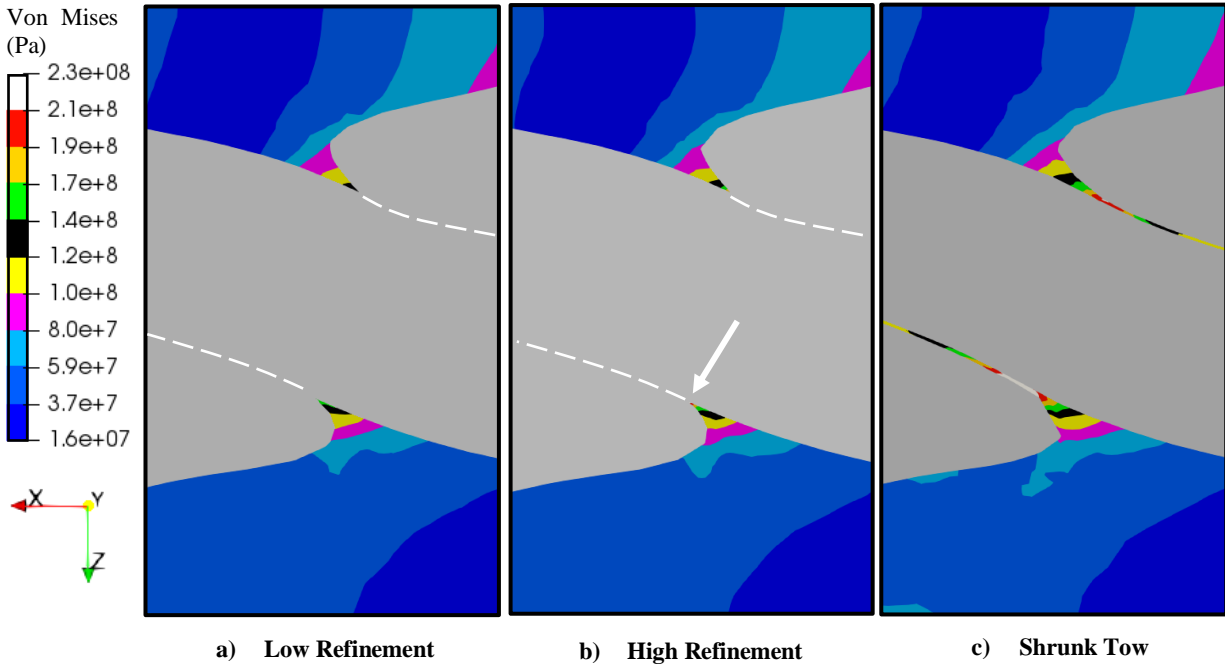 Von Mises
(Pa)
2.3e+08
2.1e+8
1.9e+8
1.7e+8
1.4e+8
1.2e+8
1.0e+8
8.0e+7
5.9e+7
3.7e+7
1.6e+07
X
Y
Z
a) Low Refinement
b) High Refinement
c) Shrunk Tow